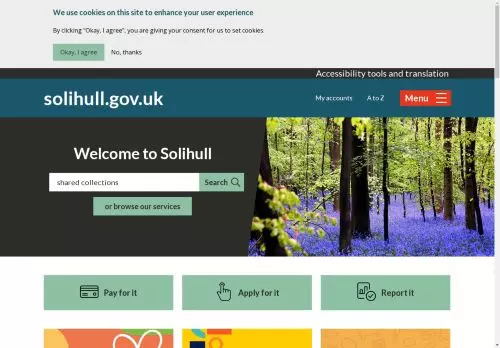 We use cookies on this site to enhance your user experience
By clicking "Okay, I agree", you are giving your consent for us to set cookies.
Okay, I agree
No, thanks
Accessibility tools and translation
solihull.gov.uk
My accounts
A to Z
Menu
Welcome to Solihull
shared collections
Search
or browse our services
Pay for it
Apply for it
Report it